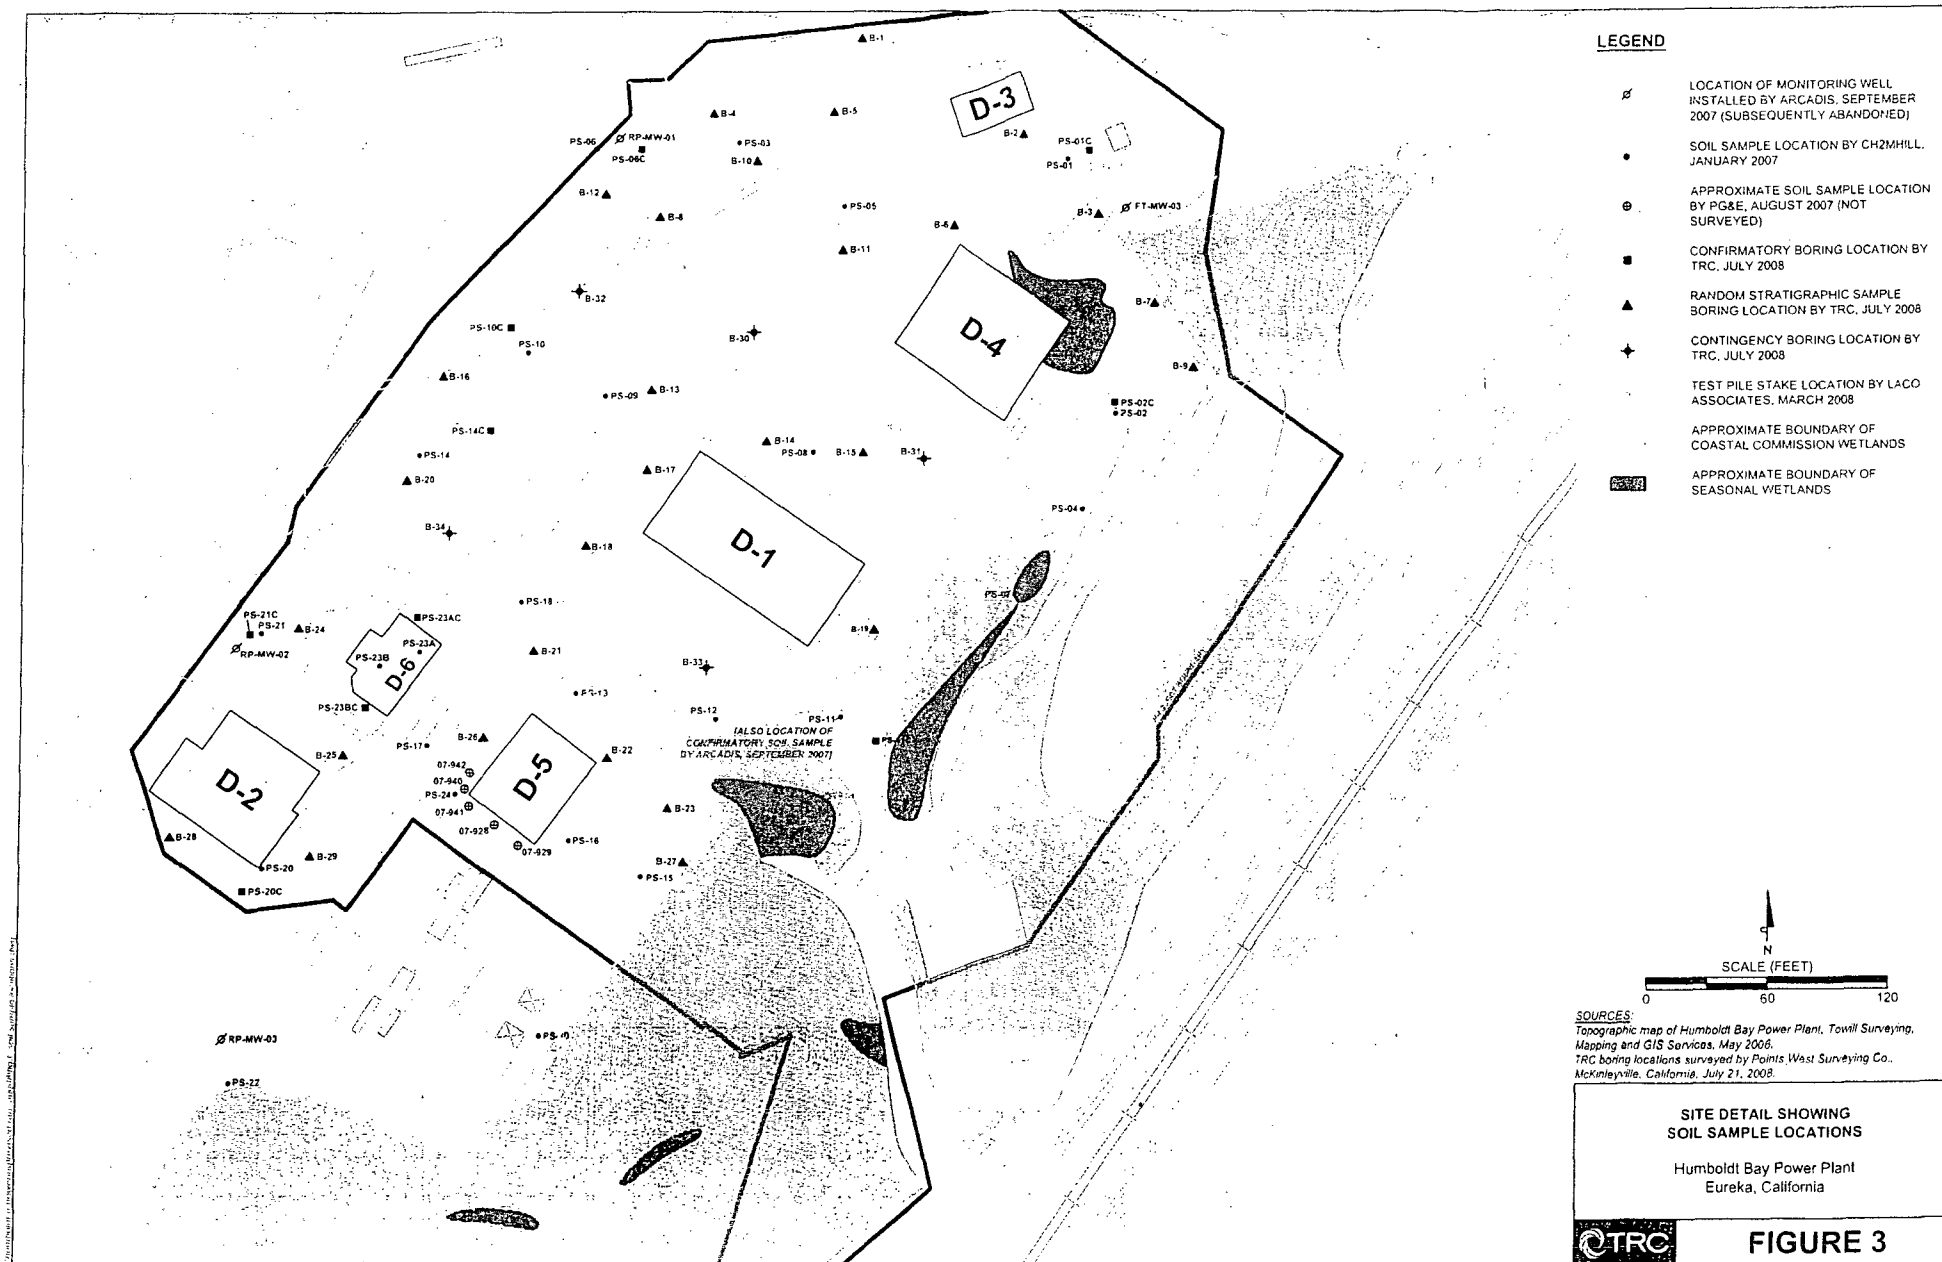 B-1
D-3
B-4
B-5
PS-06
RP-MW-01
PS-06C
PS-03
B-10
B-2
PS-01C
PS-01
B-12
B-8
PS-05
B-3
FT-MW-03
B-6
B-11
B-32
B-7
PS-10C
B-30
D-4
PS-10
B-9
B-16
B-13
PS-09
PS-02C
PS-02
PS-14C
B-14
PS-14
PS-08
B-15
B-31
B-17
B-20
PS-04
B-34
D-1
B-18
PS-18
PS-21C
PS-23AC
PS-21
B-24
B-19
RP-MW-02
PS-23A
PS-23B
B-21
D-6
B-33
PS-13
PS-23BC
PS-12
PS-11
(ALSO LOCATION OF
CONFIRMATORY SOIL SAMPLE
BY ARCADIS, SEPTEMBER 2007)
B-26
PS-17
B-25
B-22
07-942
07-940
PS-24
07-941
D-5
D-2
B-23
07-928
B-28
PS-16
07-929
B-29
B-27
PS-20
PS-15
PS-20C
RP-MW-03
PS-22
LEGEND
LOCATION OF MONITORING WELL
INSTALLED BY ARCADIS, SEPTEMBER
2007 (SUBSEQUENTLY ABANDONED)
SOIL SAMPLE LOCATION BY CH2MHILL,
JANUARY 2007
APPROXIMATE SOIL SAMPLE LOCATION
BY PG&E, AUGUST 2007 (NOT
SURVEYED)
CONFIRMATORY BORING LOCATION BY
TRC, JULY 2008
RANDOM STRATIGRAPHIC SAMPLE
BORING LOCATION BY TRC, JULY 2008
CONTINGENCY BORING LOCATION BY
TRC, JULY 2008
TEST PILE STAKE LOCATION BY LACO
ASSOCIATES, MARCH 2008
APPROXIMATE BOUNDARY OF
COASTAL COMMISSION WETLANDS
APPROXIMATE BOUNDARY OF
SEASONAL WETLANDS
N
SCALE (FEET)
0 60 120
SOURCES:
Topographic map of Humboldt Bay Power Plant, Towill Surveying,
Mapping and GIS Services, May 2006.
TRC boring locations surveyed by Points West Surveying Co.,
McKinleyville, California, July 21, 2008.
SITE DETAIL SHOWING
SOIL SAMPLE LOCATIONS
Humboldt Bay Power Plant
Eureka, California
TRC
FIGURE 3